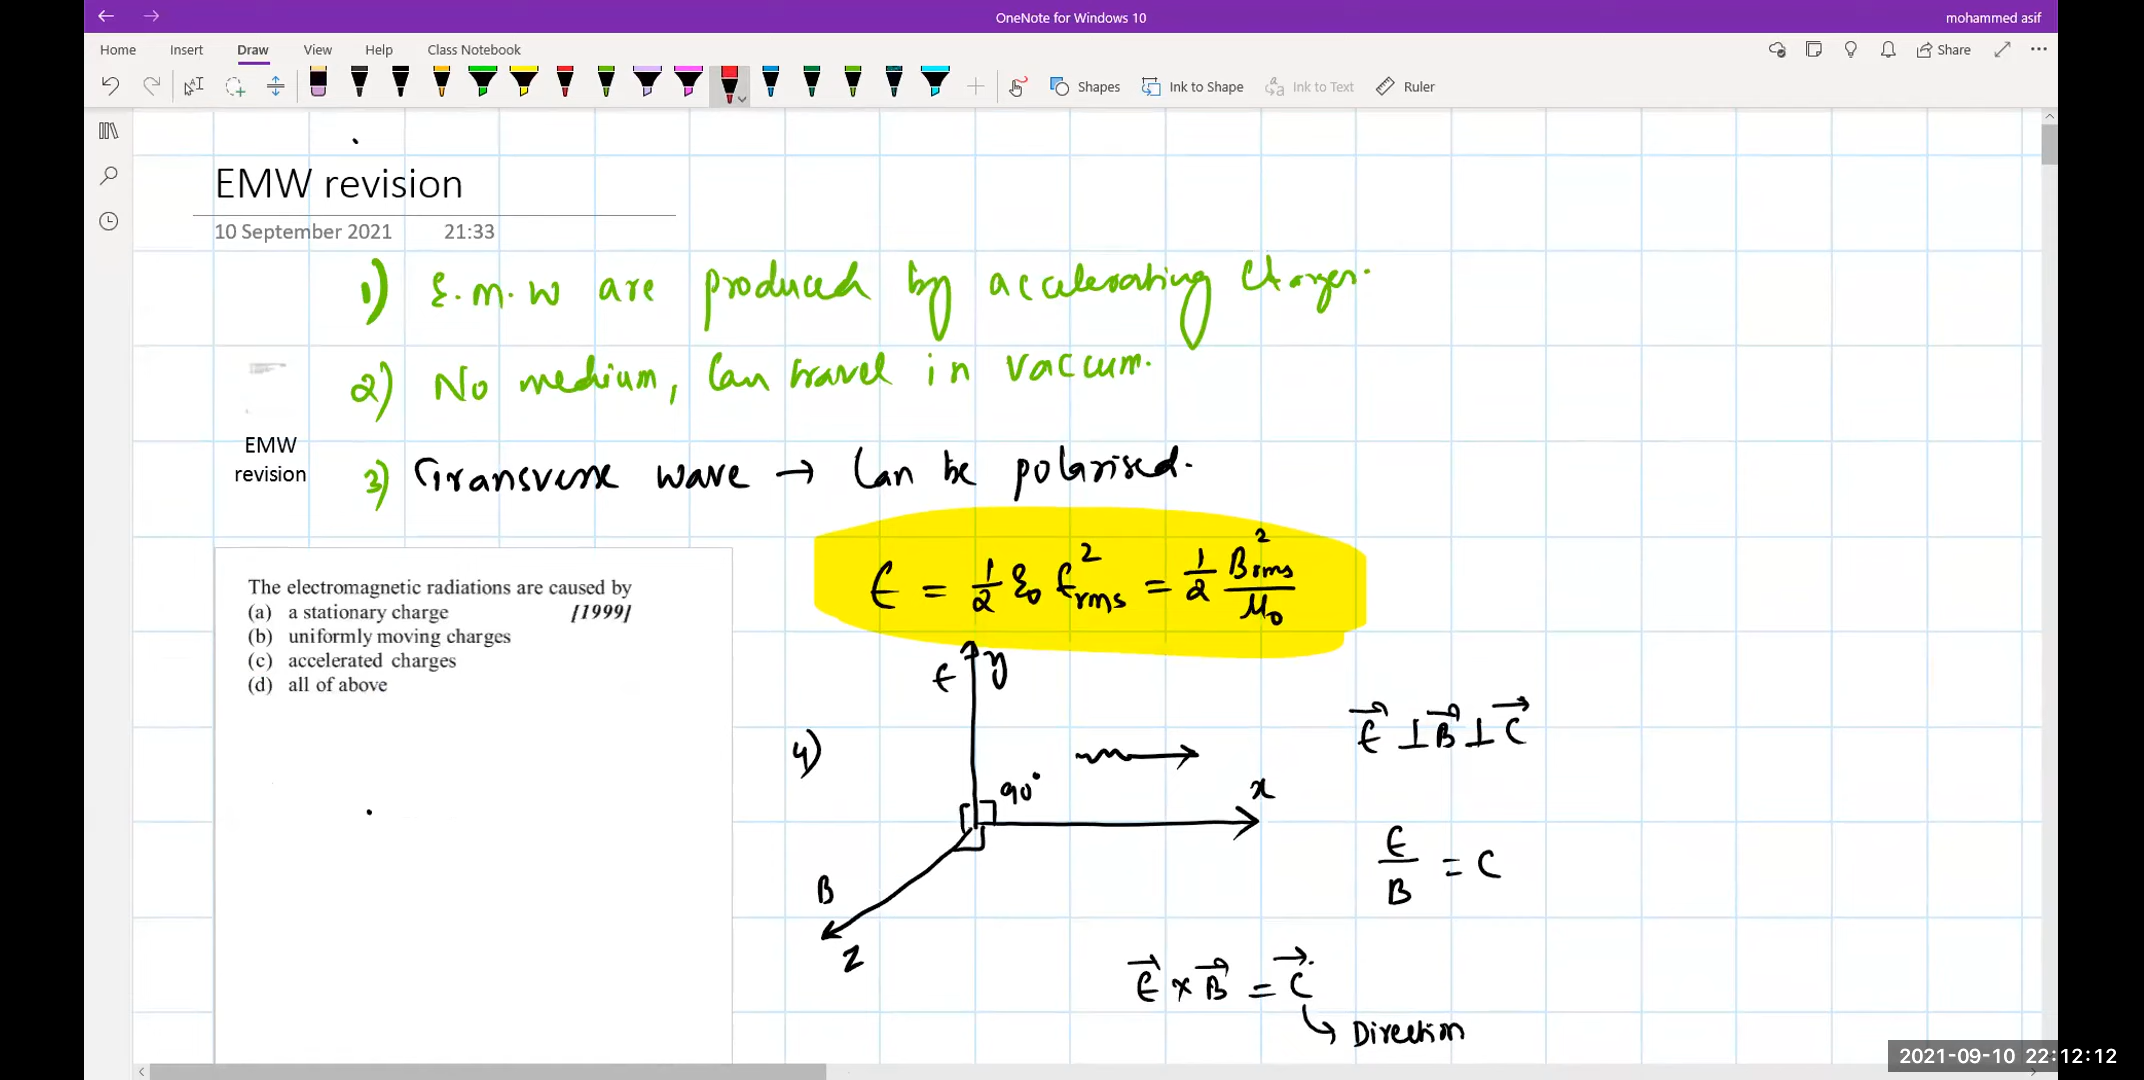 OneNote for Windows 10
mohammed asif
Home Insert Draw View Help Class Notebook
Share
Shapes Ink to Shape Ink to Text Ruler
EMW revision
10 September 2021 21:33
1) E.m.w are produced by accelerating charges.
2) No medium, Can travel in vaccum.
EMW
revision
3) Transverse wave → Can be polarised.
E = 1/2 ε₀ E²rms = 1/2 B²rms/μ₀
The electromagnetic radiations are caused by
(a) a stationary charge [1999]
(b) uniformly moving charges
(c) accelerated charges
(d) all of above
E y
4)
90°
x
B
Z
E⃗ ⊥ B⃗ ⊥ C⃗
E/B = C
E⃗ × B⃗ = C⃗
↳ Direction
2021-09-10 22:12:12